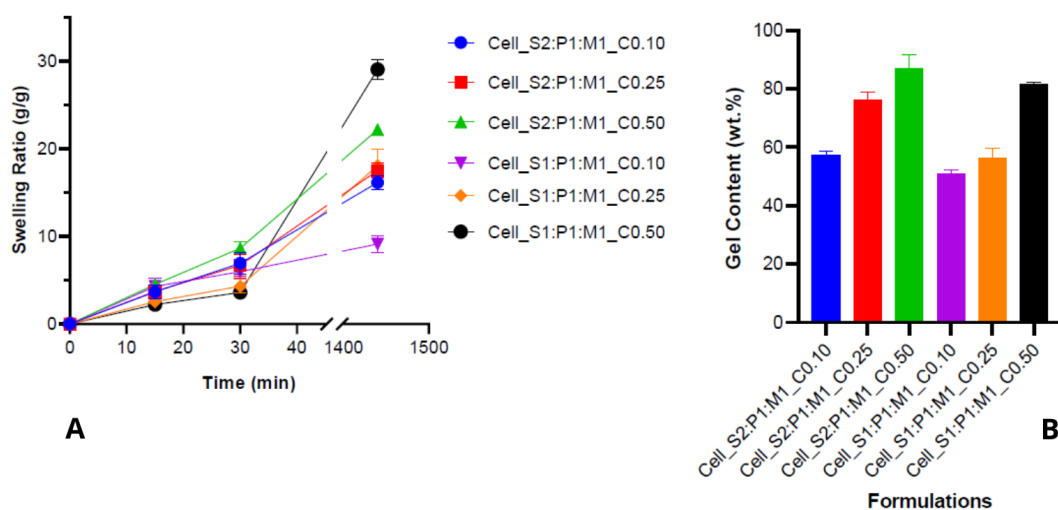 Swelling Ratio (g/g)
30
20
10
0
0
10
20
30
40
1400
1500
Time (min)
Cell_S2:P1:M1_C0.10
Cell_S2:P1:M1_C0.25
Cell_S2:P1:M1_C0.50
Cell_S1:P1:M1_C0.10
Cell_S1:P1:M1_C0.25
Cell_S1:P1:M1_C0.50
A
Gel Content (wt.%)
100
80
60
40
20
0
Cell_S2:P1:M1_C0.10
Cell_S2:P1:M1_C0.25
Cell_S2:P1:M1_C0.50
Cell_S1:P1:M1_C0.10
Cell_S1:P1:M1_C0.25
Cell_S1:P1:M1_C0.50
Formulations
B